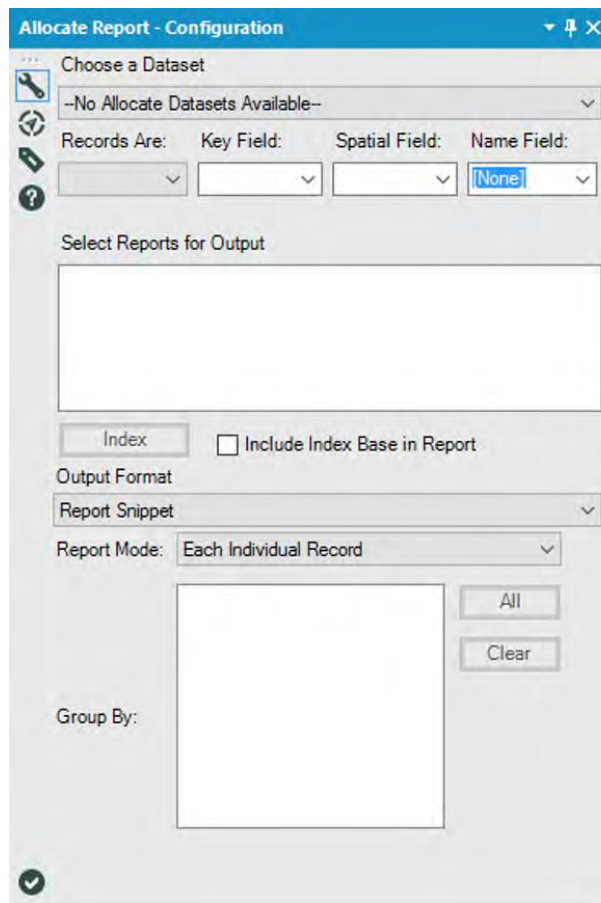 Allocate Report - Configuration
Choose a Dataset
--No Allocate Datasets Available--
Records Are: Key Field: Spatial Field: Name Field:
[None]
Select Reports for Output
Index Include Index Base in Report
Output Format
Report Snippet
Report Mode: Each Individual Record
All
Clear
Group By: